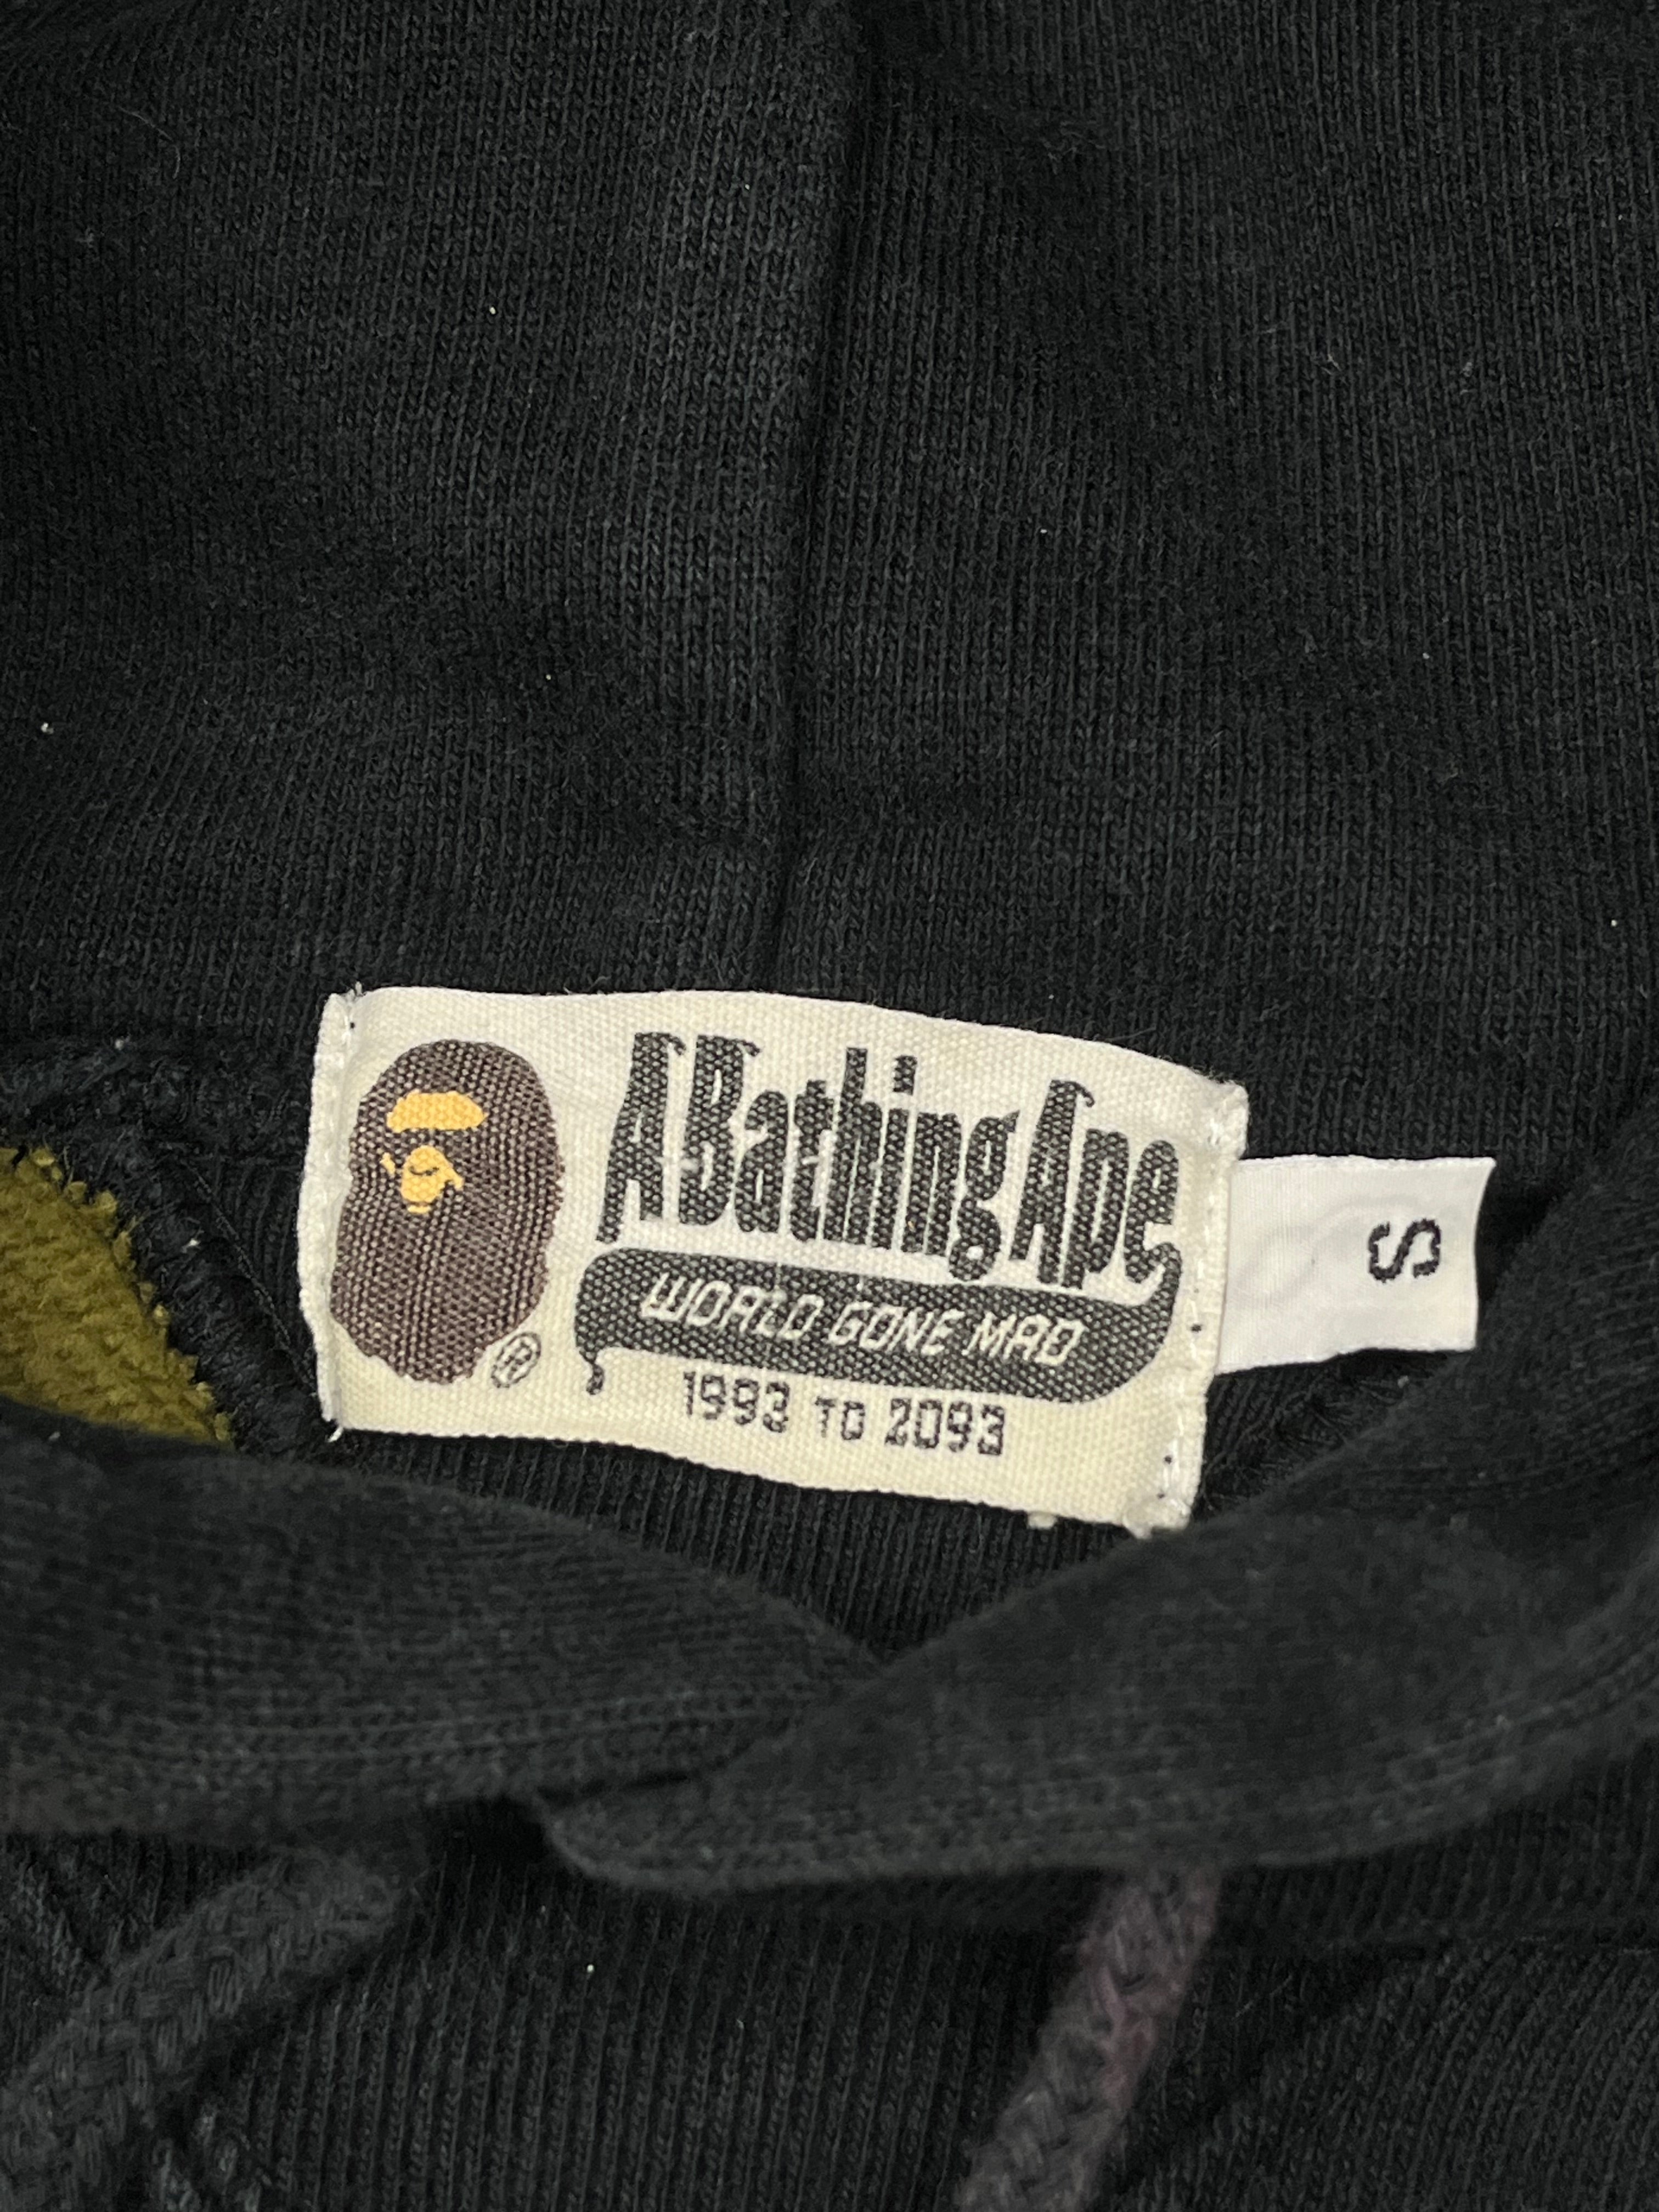 A Bathing Ape
WORLD GONE MAD
®
1993 TO 2093
S